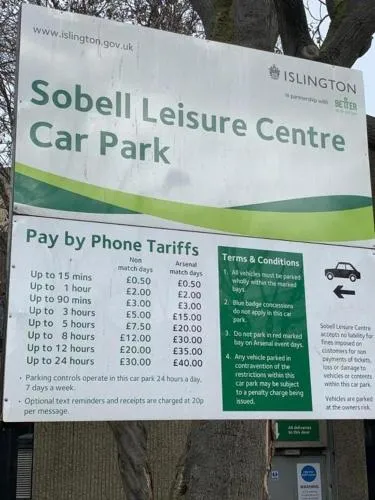 www.islington.gov.uk
ISLINGTON
in partnership with
BETTER
Sobell Leisure Centre
Car Park
Pay by Phone Tariffs
Non match days
Arsenal match days
Up to 15 mins £0.50 £0.50
Up to 1 hour £2.00 £2.00
Up to 90 mins £3.00 £3.00
Up to 3 hours £5.00 £15.00
Up to 5 hours £7.50 £20.00
Up to 8 hours £12.00 £30.00
Up to 12 hours £20.00 £35.00
Up to 24 hours £30.00 £40.00
· Parking controls operate in this car park 24 hours a day,
7 days a week.
· Optional text reminders and receipts are charged at 20p
per message.
Terms & Conditions
1. All vehicles must be parked
wholly within the marked
bays.
2. Blue badge concessions
do not apply in this car
park.
3. Do not park in red marked
bay on Arsenal event days.
4. Any vehicle parked in
contravention of the
restrictions within this
car park may be subject
to a penalty charge being
issued.
Sobell Leisure Centre
accepts no liability for
fines imposed on
customers for non
payments of tickets,
loss or damage to
vehicles or contents
within this car park.
Vehicles are parked
at the owners risk.
All deliveries
to this door